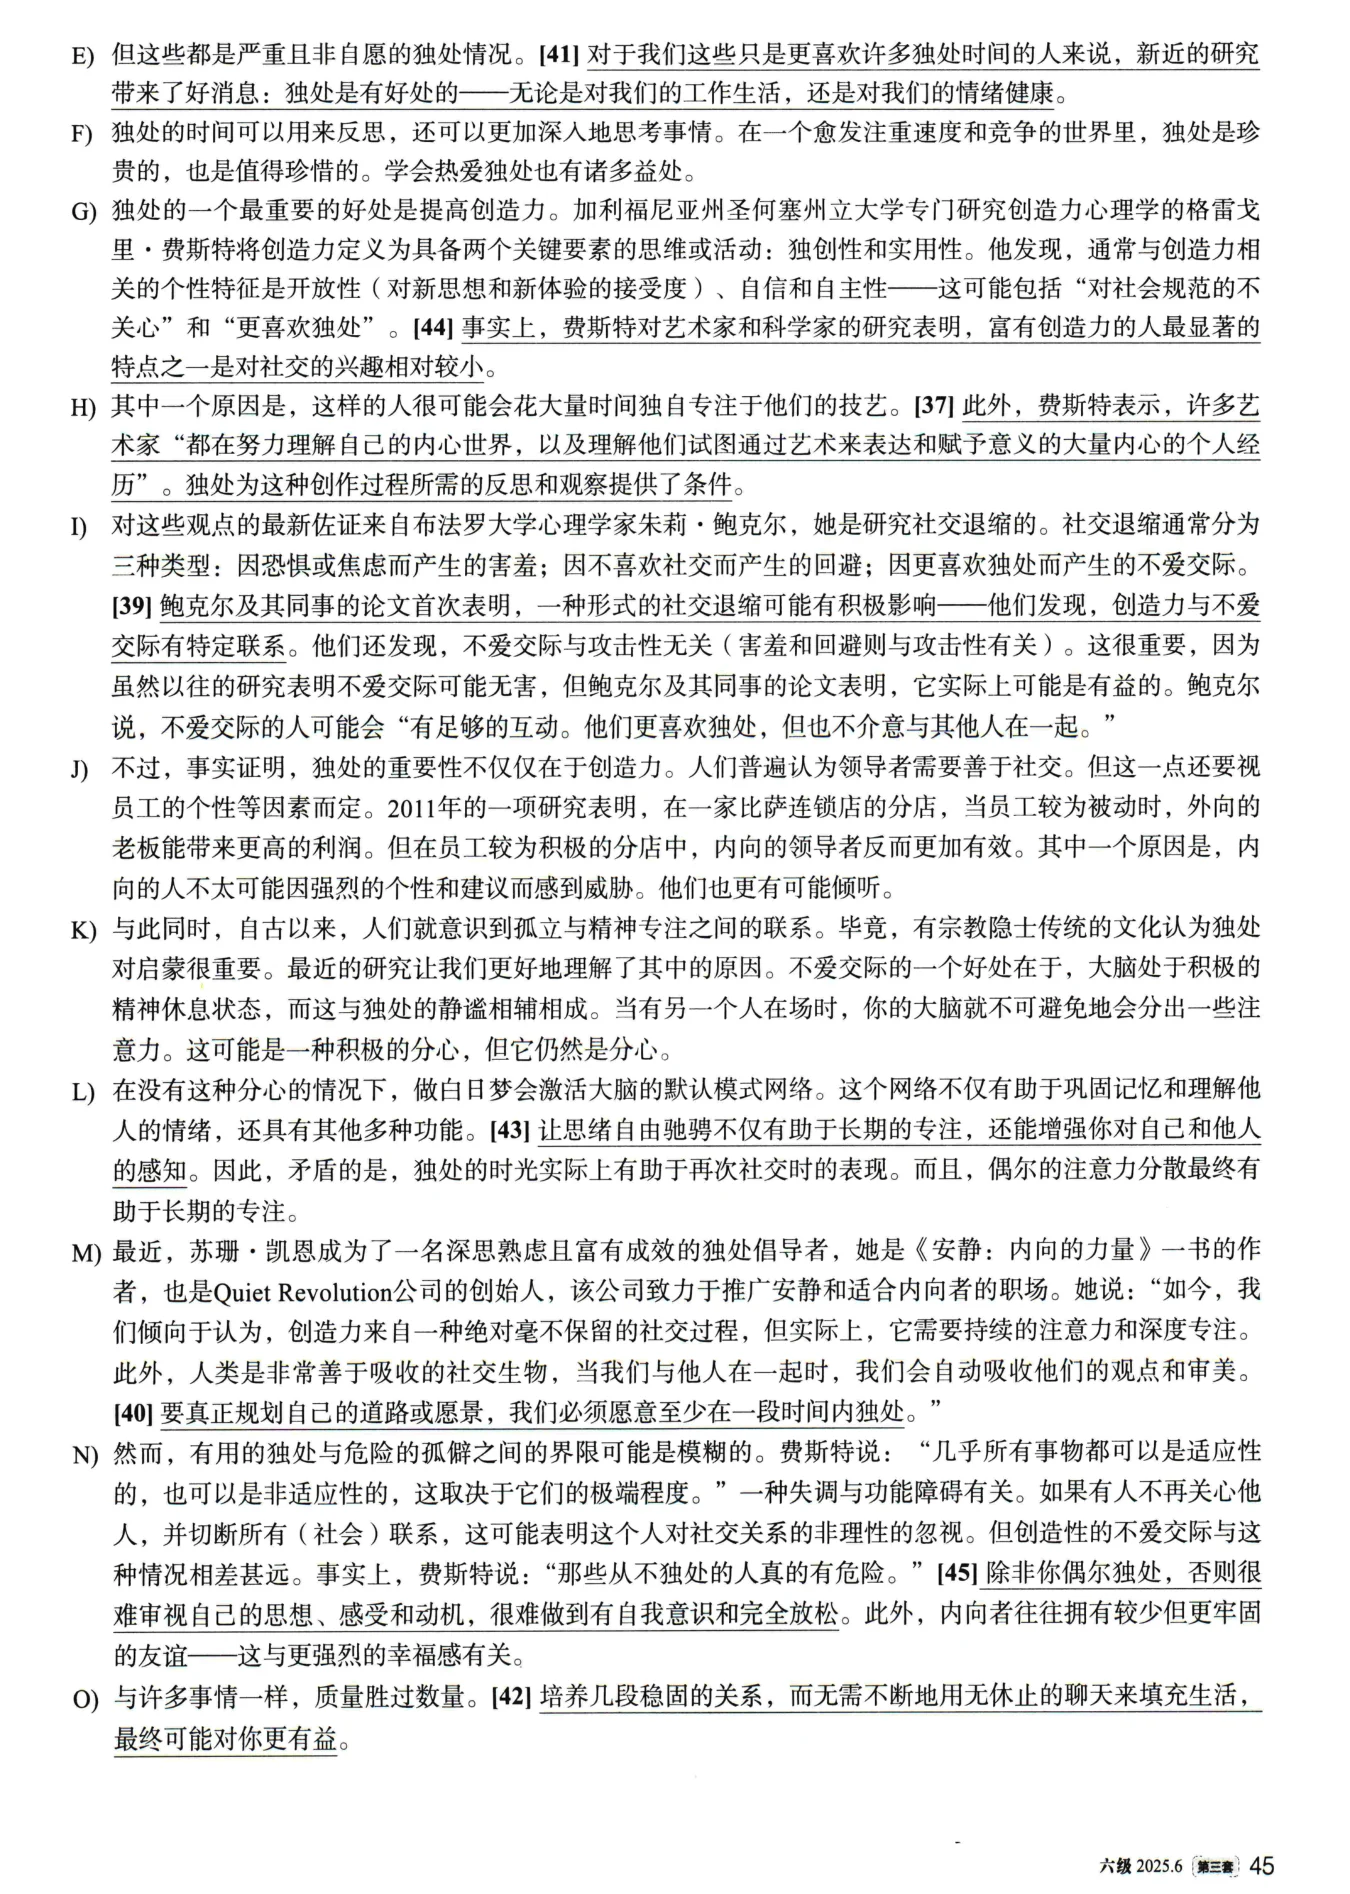 E) 但这些都是严重且非自愿的独处情况。[41] 对于我们这些只是更喜欢许多独处时间的人来说，新近的研究
带来了好消息：独处是有好处的——无论是对我们的工作生活，还是对我们的情绪健康。
F) 独处的时间可以用来反思，还可以更加深入地思考事情。在一个愈发注重速度和竞争的世界里，独处是珍
贵的，也是值得珍惜的。学会热爱独处也有诸多益处。
G) 独处的一个最重要的好处是提高创造力。加利福尼亚州圣何塞州立大学专门研究创造力心理学的格雷戈
里·费斯特将创造力定义为具备两个关键要素的思维或活动：独创性和实用性。他发现，通常与创造力相
关的个性特征是开放性（对新思想和新体验的接受度）、自信和自主性——这可能包括“对社会规范的不
关心”和“更喜欢独处”。[44] 事实上，费斯特对艺术家和科学家的研究表明，富有创造力的人最显著的
特点之一是对社交的兴趣相对较小。
H) 其中一个原因是，这样的人很可能会花大量时间独自专注于他们的技艺。[37] 此外，费斯特表示，许多艺
术家“都在努力理解自己的内心世界，以及理解他们试图通过艺术来表达和赋予意义的大量内心的个人经
历”。独处为这种创作过程所需的反思和观察提供了条件。
I) 对这些观点的最新佐证来自布法罗大学心理学家朱莉·鲍克尔，她是研究社交退缩的。社交退缩通常分为
三种类型：因恐惧或焦虑而产生的害羞；因不喜欢社交而产生的回避；因更喜欢独处而产生的不爱交际。
[39] 鲍克尔及其同事的论文首次表明，一种形式的社交退缩可能有积极影响——他们发现，创造力与不爱
交际有特定联系。他们还发现，不爱交际与攻击性无关（害羞和回避则与攻击性有关）。这很重要，因为
虽然以往的研究表明不爱交际可能无害，但鲍克尔及其同事的论文表明，它实际上可能是有益的。鲍克尔
说，不爱交际的人可能会“有足够的互动。他们更喜欢独处，但也不介意与其他人在一起。”
J) 不过，事实证明，独处的重要性不仅仅在于创造力。人们普遍认为领导者需要善于社交。但这一点还要视
员工的个性等因素而定。2011年的一项研究表明，在一家比萨连锁店的分店，当员工较为被动时，外向的
老板能带来更高的利润。但在员工较为积极的分店中，内向的领导者反而更加有效。其中一个原因是，内
向的人不太可能因强烈的个性和建议而感到威胁。他们也更有可能倾听。
K) 与此同时，自古以来，人们就意识到孤立与精神专注之间的联系。毕竟，有宗教隐士传统的文化认为独处
对启蒙很重要。最近的研究让我们更好地理解了其中的原因。不爱交际的一个好处在于，大脑处于积极的
精神休息状态，而这与独处的静谧相辅相成。当有另一个人在场时，你的大脑就不可避免地会分出一些注
意力。这可能是一种积极的分心，但它仍然是分心。
L) 在没有这种分心的情况下，做白日梦会激活大脑的默认模式网络。这个网络不仅有助于巩固记忆和理解他
人的情绪，还具有其他多种功能。[43] 让思绪自由驰骋不仅有助于长期的专注，还能增强你对自己和他人
的感知。因此，矛盾的是，独处的时光实际上有助于再次社交时的表现。而且，偶尔的注意力分散最终有
助于长期的专注。
M) 最近，苏珊·凯恩成为了一名深思熟虑且富有成效的独处倡导者，她是《安静：内向的力量》一书的作
者，也是Quiet Revolution公司的创始人，该公司致力于推广安静和适合内向者的职场。她说：“如今，我
们倾向于认为，创造力来自一种绝对毫不保留的社交过程，但实际上，它需要持续的注意力和深度专注。
此外，人类是非常善于吸收的社交生物，当我们与他人在一起时，我们会自动吸收他们的观点和审美。
[40] 要真正规划自己的道路或愿景，我们必须愿意至少在一段时间内独处。”
N) 然而，有用的独处与危险的孤僻之间的界限可能是模糊的。费斯特说：“几乎所有事物都可以是适应性
的，也可以是非适应性的，这取决于它们的极端程度。”一种失调与功能障碍有关。如果有人不再关心他
人，并切断所有（社会）联系，这可能表明这个人对社交关系的非理性的忽视。但创造性的不爱交际与这
种情况相差甚远。事实上，费斯特说：“那些从不独处的人真的有危险。”[45] 除非你偶尔独处，否则很
难审视自己的思想、感受和动机，很难做到有自我意识和完全放松。此外，内向者往往拥有较少但更牢固
的友谊——这与更强烈的幸福感有关。
O) 与许多事情一样，质量胜过数量。[42] 培养几段稳固的关系，而无需不断地用无休止的聊天来填充生活，
最终可能对你更有益。
六级 2025.6 第三套 45